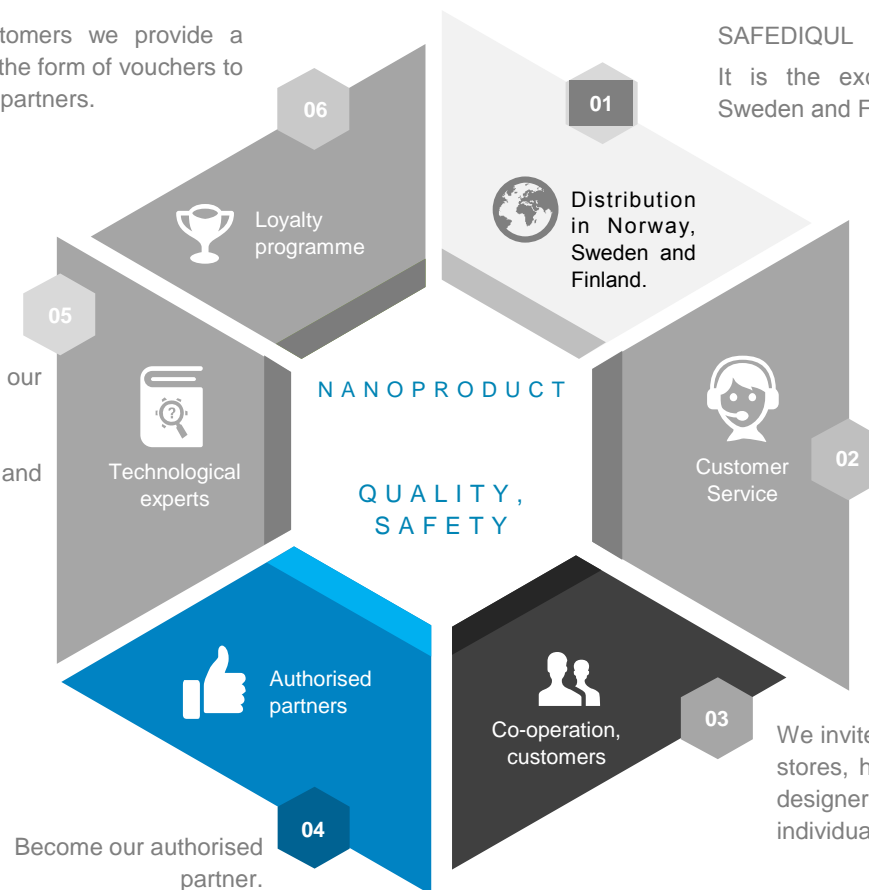 tomers we provide a
the form of vouchers to
partners.
06
Loyalty
programme
01
SAFEDIQUL
It is the exc
Sweden and F
Distribution
in Norway,
Sweden and
Finland.
05
our
and
Technological
experts
NANOPRODUCT
QUALITY,
SAFETY
Customer
Service
02
Authorised
partners
04
Become our authorised
partner.
Co-operation,
customers
03
We invite
stores, h
designer
individua